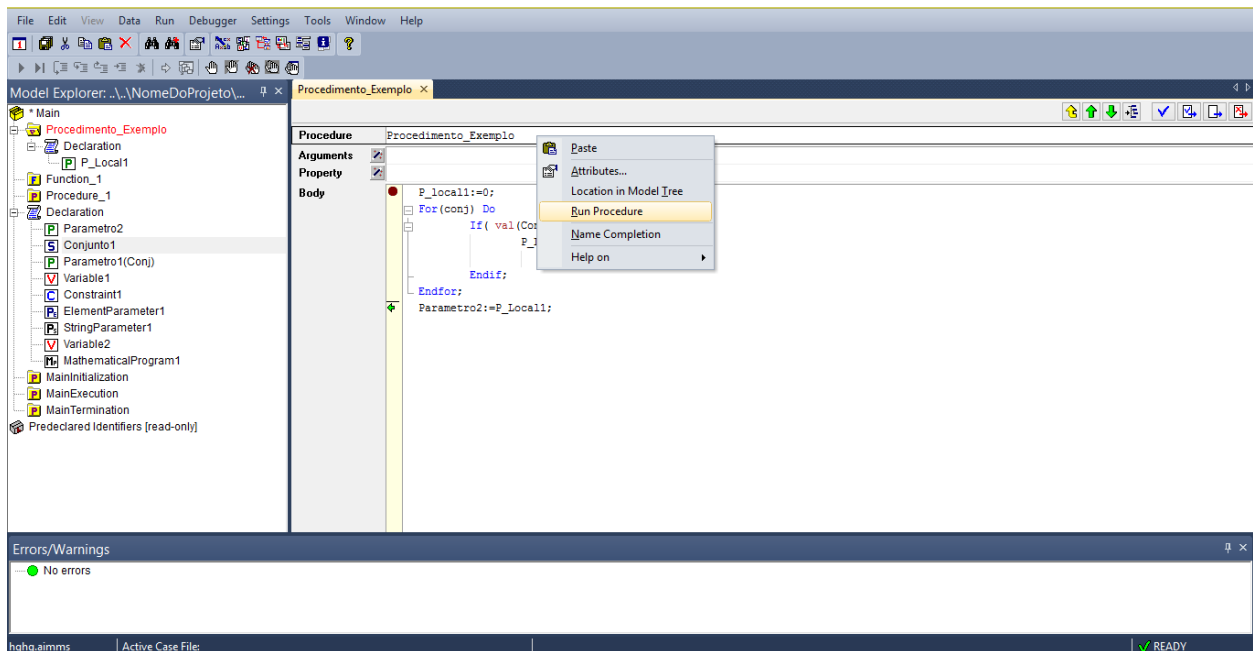 File Edit View Data Run Debugger Settings Tools Window Help
Model Explorer: ..\..\NomeDoProjeto\...
Procedimento_Exemplo
* Main
Procedimento_Exemplo
Declaration
P_Local1
Function_1
Procedure_1
Declaration
Parametro2
Conjunto1
Parametro1(Conj)
Variable1
Constraint1
ElementParameter1
StringParameter1
Variable2
MathematicalProgram1
MainInitialization
MainExecution
MainTermination
Predeclared Identifiers [read-only]
Procedure Procedimento_Exemplo
Arguments
Property
Body
P_local1:=0;
For(conj) Do
If( val(Con
Endif;
Endfor;
Parametro2:=P_Local1;
Paste
Attributes...
Location in Model Tree
Run Procedure
Name Completion
Help on
Errors/Warnings
No errors
hghg.aimms Active Case File: READY